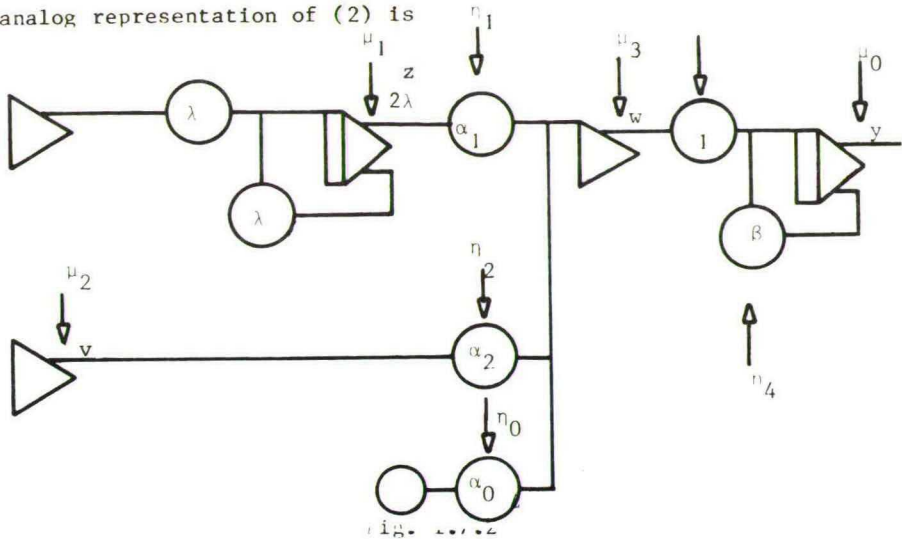 analog representation of (2) is
η1
μ1
μ3
μ0
z
2λ
λ
α1
w
1
y
λ
β
μ2
η2
v
α2
η4
η0
α0